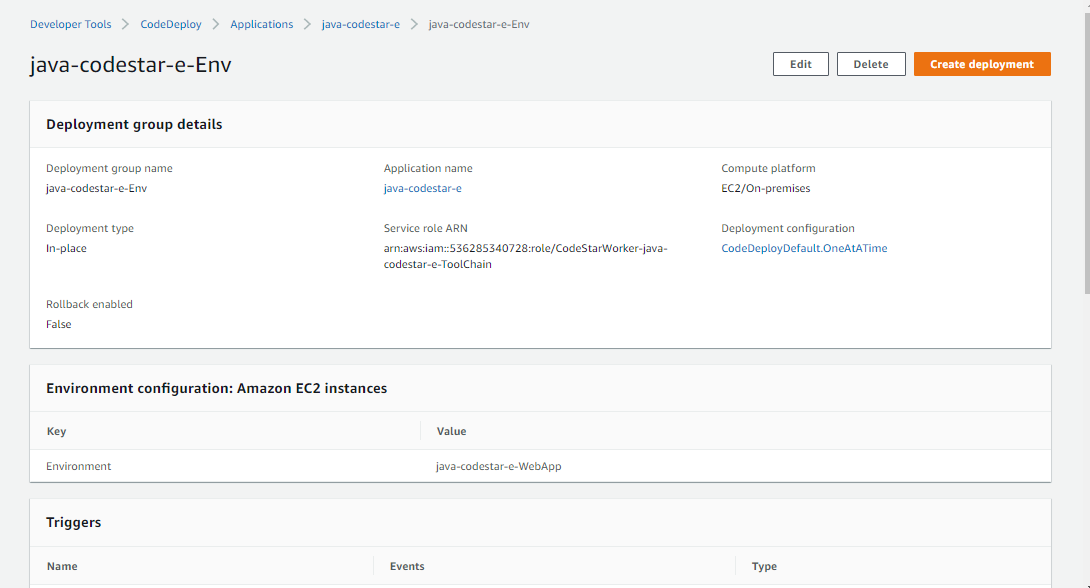 Developer Tools > CodeDeploy > Applications > java-codestar-e > java-codestar-e-Env
java-codestar-e-Env
Edit Delete Create deployment
Deployment group details
Deployment group name Application name Compute platform
java-codestar-e-Env java-codestar-e EC2/On-premises
Deployment type Service role ARN Deployment configuration
In-place arn:aws:iam::536285340728:role/CodeStarWorker-java- CodeDeployDefault.OneAtATime
codestar-e-ToolChain
Rollback enabled
False
Environment configuration: Amazon EC2 instances
Key Value
Environment java-codestar-e-WebApp
Triggers
Name Events Type